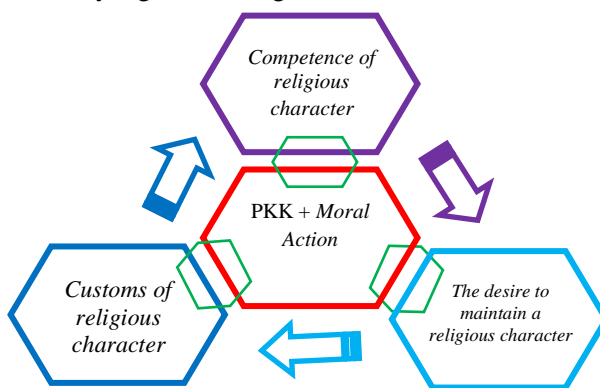 Competence of
religious
character
PKK + Moral
Action
Customs of
religious
character
The desire to
maintain a
religious character